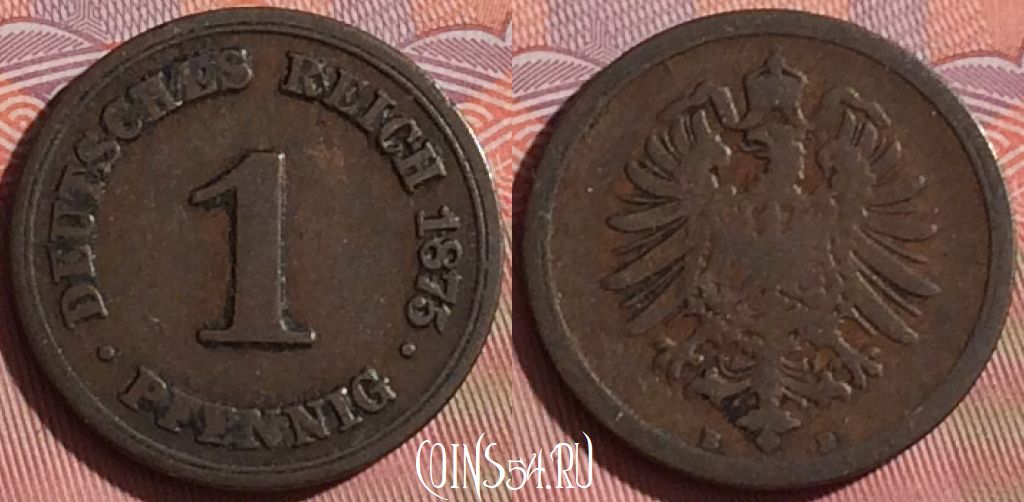 DEUTSCHES REICH 1875
1
· PFENNIG ·
B B
COINS54.RU